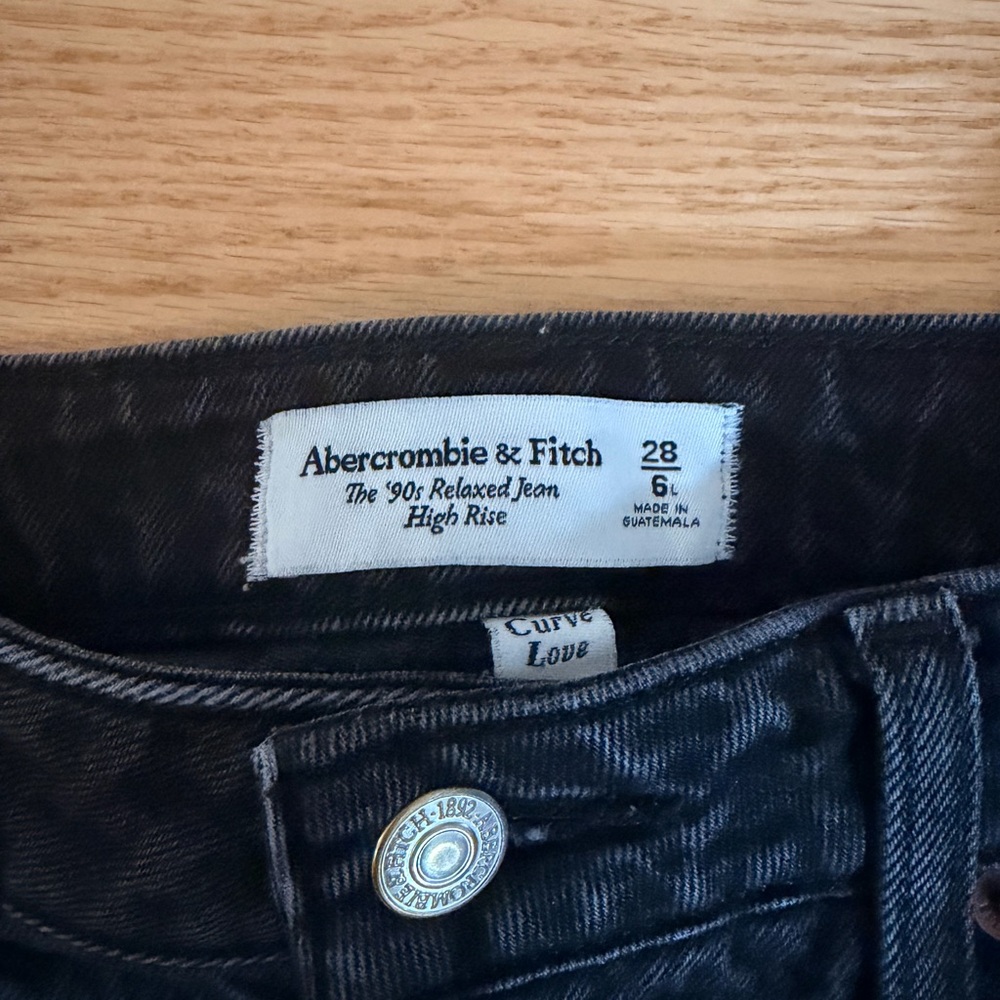 Abercrombie & Fitch
The '90s Relaxed Jean
High Rise
28
6L
MADE IN
GUATEMALA
Curve
Love
FITCH-1892-ABERCROMBIE &